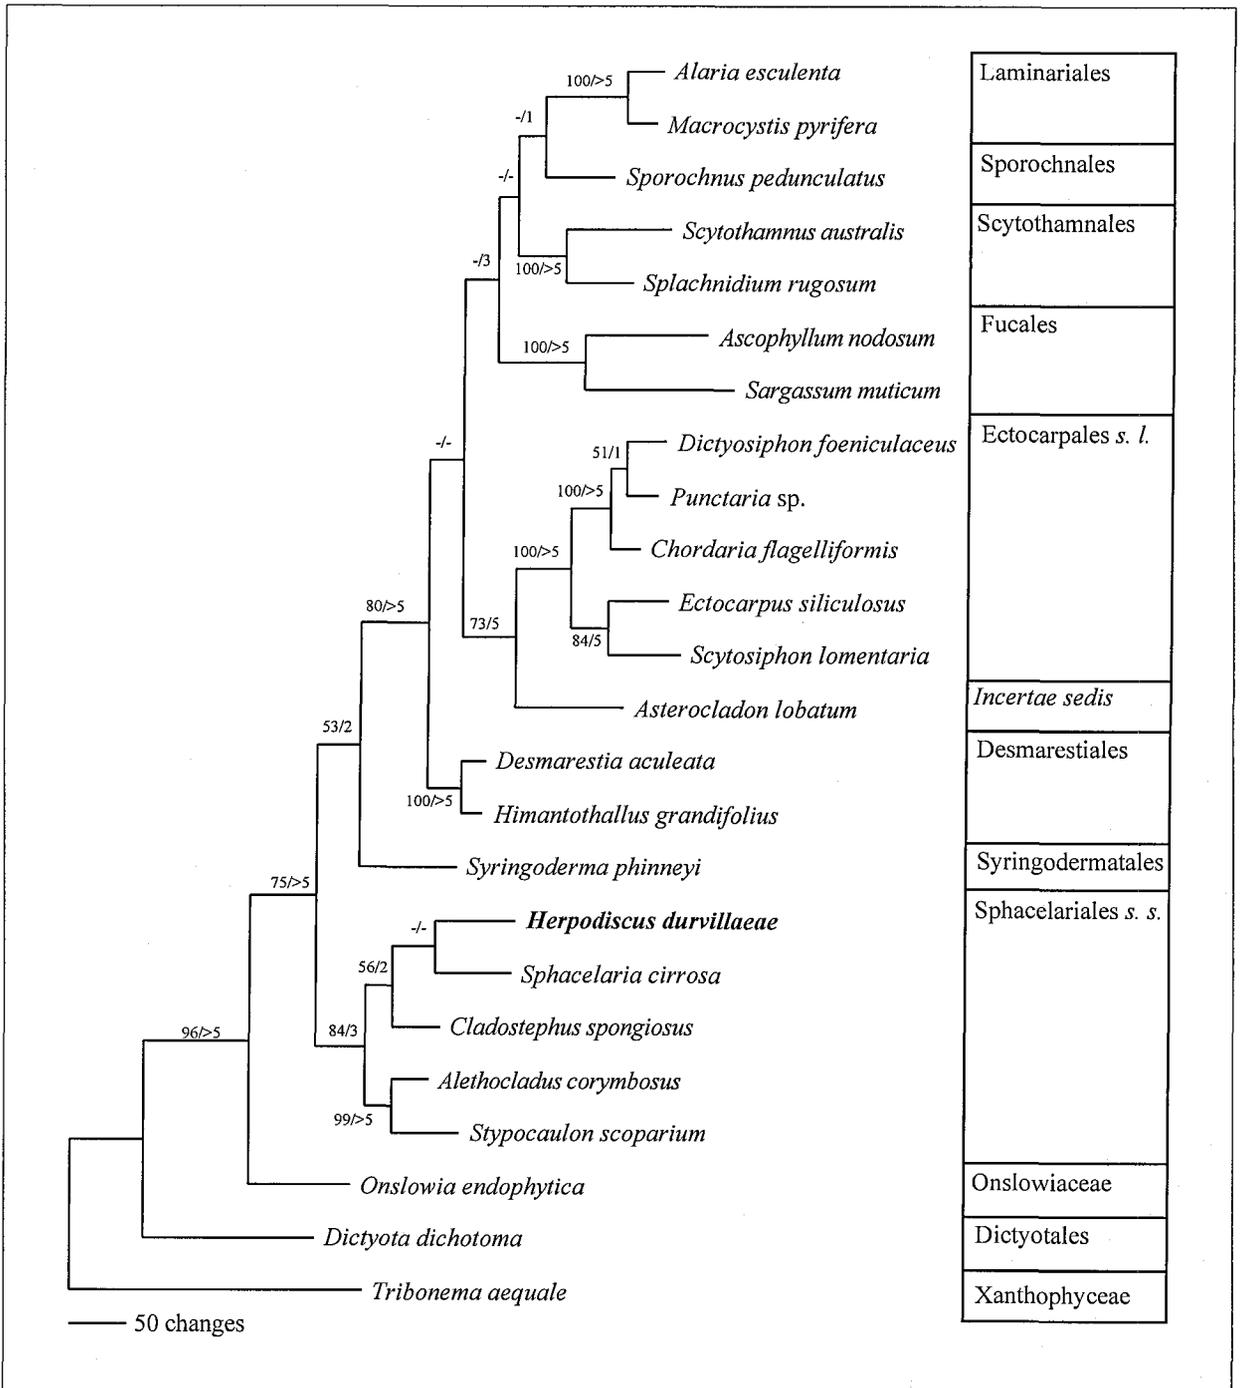 Alaria esculenta
Laminariales
100/>5
-/1
Macrocystis pyrifera
Sporochnus pedunculatus
Sporochnales
-/-
Scytothamnus australis
Scytothamnales
100/>5
-/3
Splachnidium rugosum
Ascophyllum nodosum
Fucales
100/>5
Sargassum muticum
-/-
Dictyosiphon foeniculaceus
Ectocarpales s. l.
51/1
100/>5
Punctaria sp.
Chordaria flagelliformis
100/>5
Ectocarpus siliculosus
80/>5
73/5
84/5
Scytosiphon lomentaria
Asterocladon lobatum
Incertae sedis
53/2
Desmarestia aculeata
Desmarestiales
100/>5
Himantothallus grandifolius
Syringoderma phinneyi
Syringodermatales
75/>5
Herpodiscus durvillaeae
Sphacelariales s. s.
-/-
56/2
Sphacelaria cirrosa
Cladostephus spongiosus
96/>5
84/3
Alethocladus corymbosus
99/>5
Stypocaulon scoparium
Onslowia endophytica
Onslowiaceae
Dictyota dichotoma
Dictyotales
Tribonema aequale
Xanthophyceae
50 changes